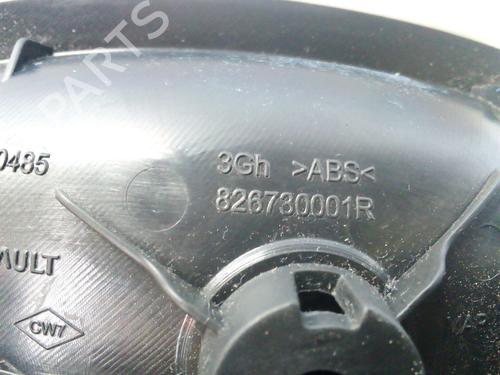 PARTS
0485
3Gh >ABS<
826730001R
AULT
CW7